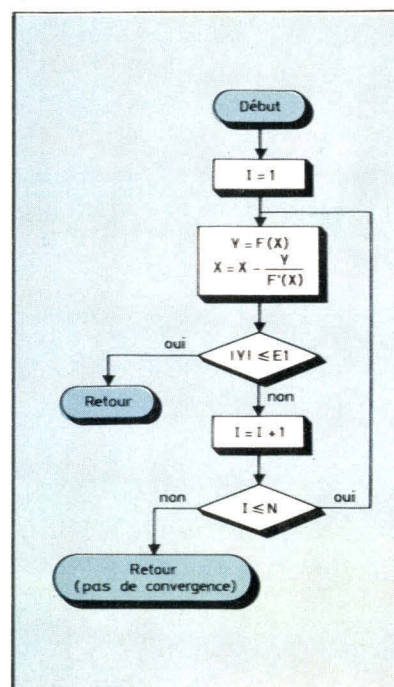 Début
I = 1
Y = F(X)
X = X - Y / F'(X)
|Y| ≤ E1
oui
Retour
non
I = I + 1
I ≤ N
non
oui
Retour
(pas de convergence)